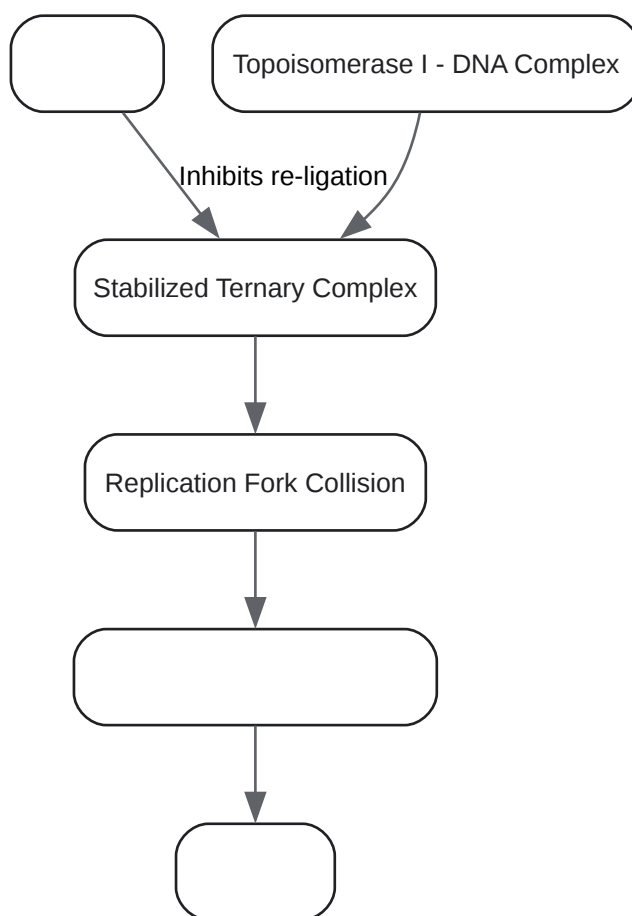 Topoisomerase I - DNA Complex
Inhibits re-ligation
Stabilized Ternary Complex
Replication Fork Collision